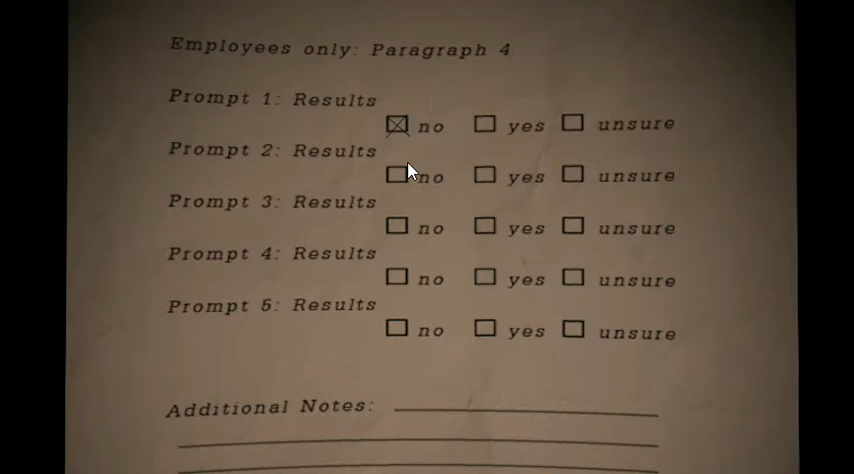 Employees only: Paragraph 4
Prompt 1: Results
no yes unsure
Prompt 2: Results
no yes unsure
Prompt 3: Results
no yes unsure
Prompt 4: Results
no yes unsure
Prompt 5: Results
no yes unsure
Additional Notes: